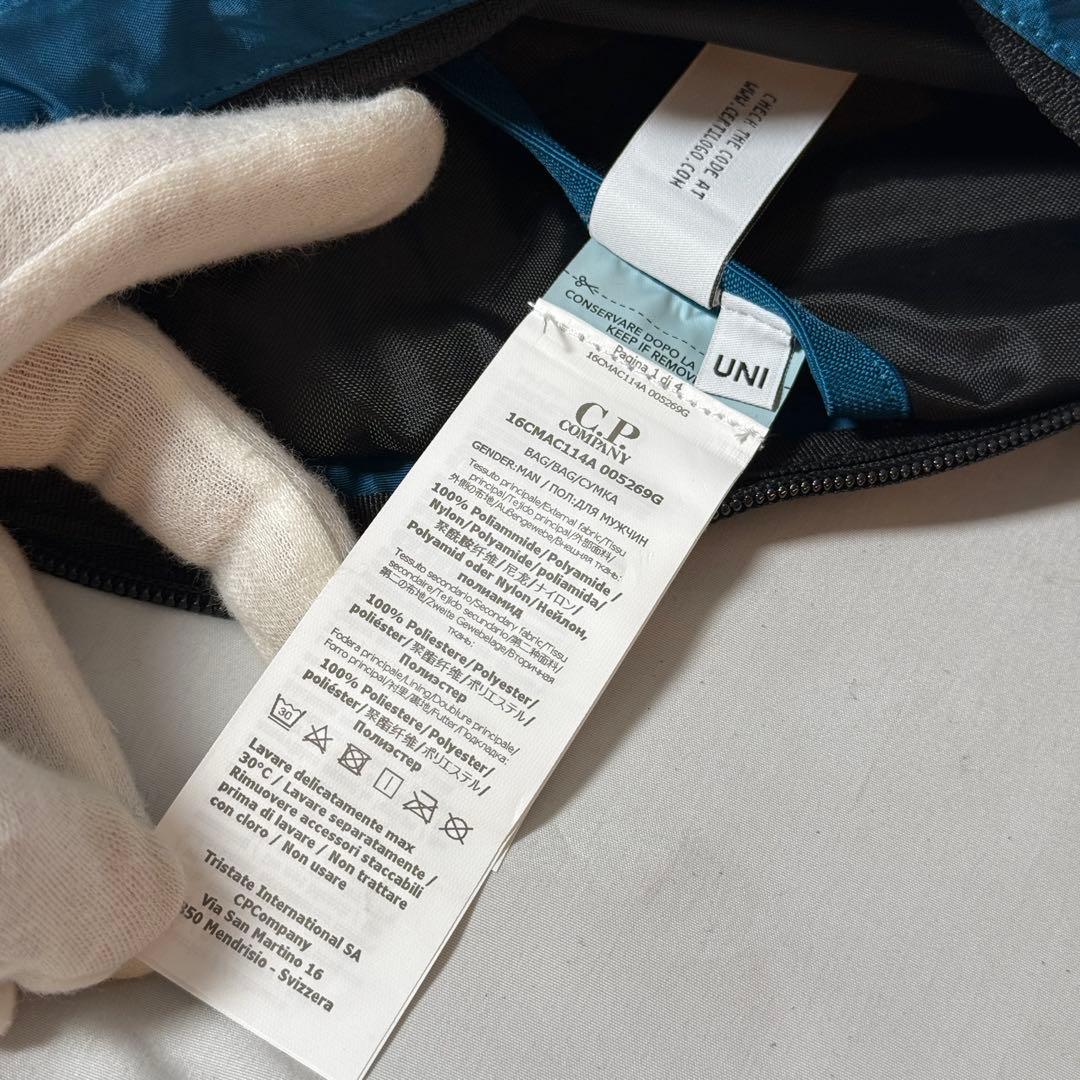 CHECK THE CODE AT
WWW.CERTILOGO.COM
CONSERVARE DOPO LA
KEEP IF REMOV
UNI
Pagina 1 di 4
16CMAC114A 005269G
C.P.
COMPANY
16CMAC114A 005269G
BAG/BAG/СУМКА
GENDER:MAN / ПОЛ:ДЛЯ МУЖЧИН
Tessuto principale/External fabric/Tissu
principal/Tejido principal/外部面料/
外側の布地/Außengewebe/Внешняя ткань:
100% Poliammide/Polyamide /
Nylon/Polyamide/poliamida/
聚酰胺纤维/尼龙/ナイロン/
Polyamid oder Nylon/Нейлон,
полиамид
Tessuto secondario/Secondary fabric/Tissu
secondaire/Tejido secundario/第二种面料/
第二の布地/Zweite Gewebelage/Вторичная
ткань:
100% Poliestere/Polyester/
poliéster/聚酯纤维/ポリエステル/
Полиэстер
Fodera principale/Lining/Doublure principale/
Forro principal/衬里/裏地/Futter/Подкладка:
100% Poliestere/Polyester/
poliéster/聚酯纤维/ポリエステル/
Полиэстер
30
Lavare delicatamente max
30°C / Lavare separatamente /
Rimuovere accessori staccabili
prima di lavare / Non trattare
con cloro / Non usare
Tristate International SA
CPCompany
Via San Martino 16
850 Mendrisio - Svizzera